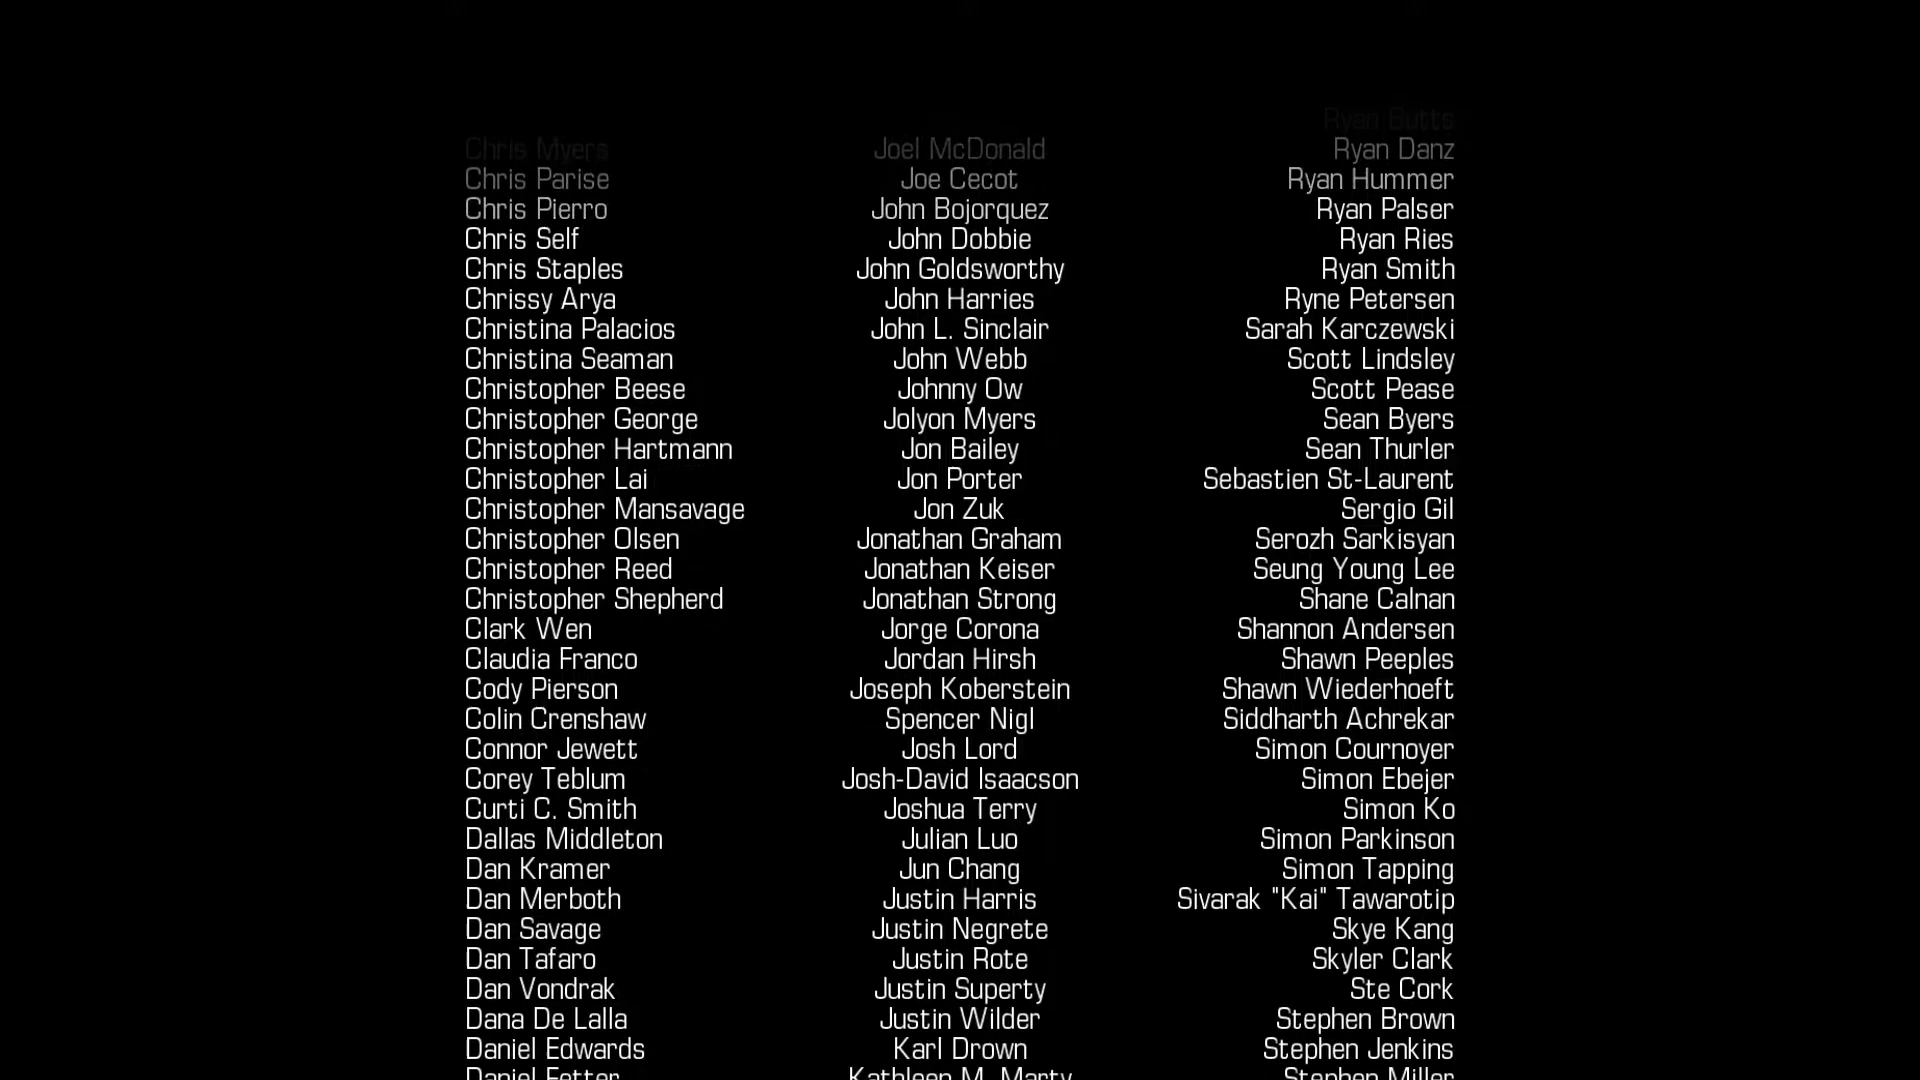 Ryan Butts
Chris Myers Joel McDonald Ryan Danz
Chris Parise Joe Cecot Ryan Hummer
Chris Pierro John Bojorquez Ryan Palser
Chris Self John Dobbie Ryan Ries
Chris Staples John Goldsworthy Ryan Smith
Chrissy Arya John Harries Ryne Petersen
Christina Palacios John L. Sinclair Sarah Karczewski
Christina Seaman John Webb Scott Lindsley
Christopher Beese Johnny Ow Scott Pease
Christopher George Jolyon Myers Sean Byers
Christopher Hartmann Jon Bailey Sean Thurler
Christopher Lai Jon Porter Sebastien St-Laurent
Christopher Mansavage Jon Zuk Sergio Gil
Christopher Olsen Jonathan Graham Serozh Sarkisyan
Christopher Reed Jonathan Keiser Seung Young Lee
Christopher Shepherd Jonathan Strong Shane Calnan
Clark Wen Jorge Corona Shannon Andersen
Claudia Franco Jordan Hirsh Shawn Peeples
Cody Pierson Joseph Koberstein Shawn Wiederhoeft
Colin Crenshaw Spencer Nigl Siddharth Achrekar
Connor Jewett Josh Lord Simon Cournoyer
Corey Teblum Josh-David Isaacson Simon Ebejer
Curti C. Smith Joshua Terry Simon Ko
Dallas Middleton Julian Luo Simon Parkinson
Dan Kramer Jun Chang Simon Tapping
Dan Merboth Justin Harris Sivarak "Kai" Tawarotip
Dan Savage Justin Negrete Skye Kang
Dan Tafaro Justin Rote Skyler Clark
Dan Vondrak Justin Superty Ste Cork
Dana De Lalla Justin Wilder Stephen Brown
Daniel Edwards Karl Drown Stephen Jenkins
Daniel Fetter Kathleen M. Marty Stephen Miller